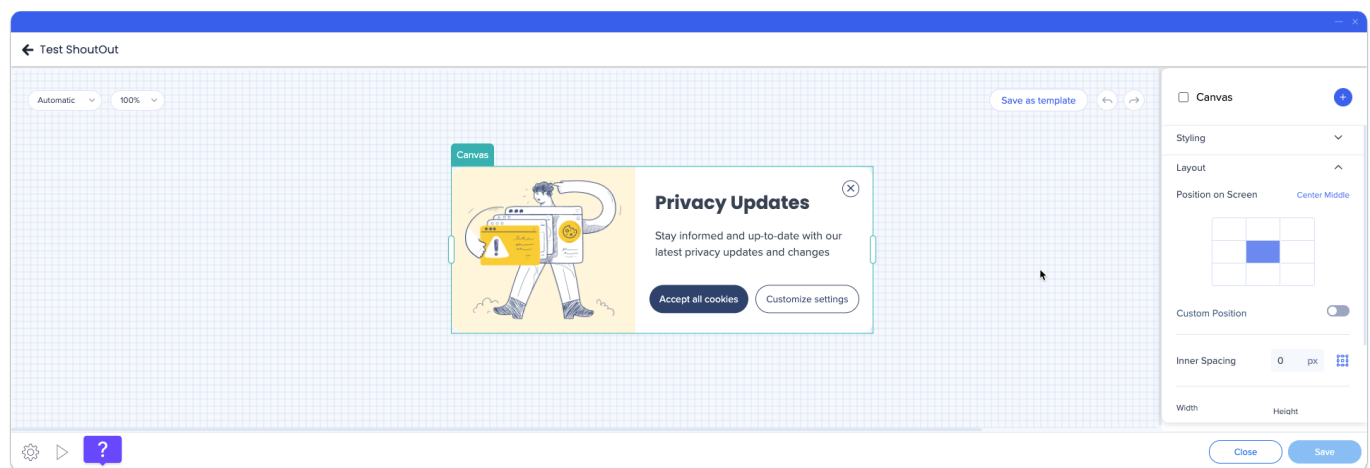 Test ShoutOut
Automatic
100%
Save as template
Canvas
Privacy Updates
Stay informed and up-to-date with our
latest privacy updates and changes
Accept all cookies
Customize settings
Canvas
Styling
Layout
Position on Screen
Center Middle
Custom Position
Inner Spacing
0 px
Width
Height
?
Close
Save